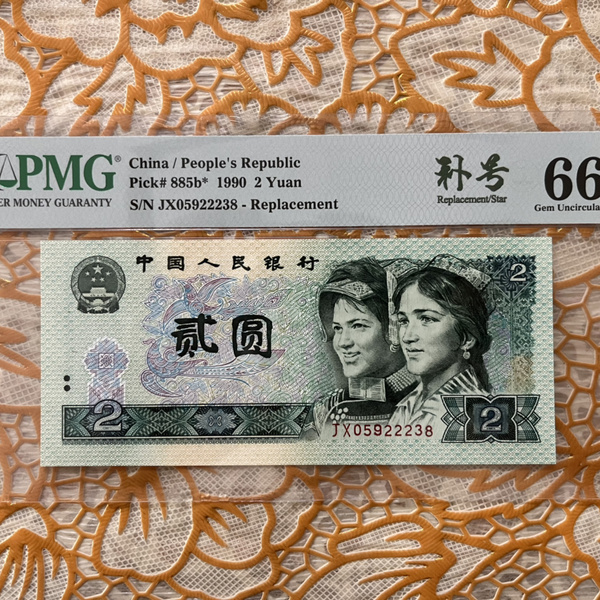 PMG®
ER MONEY GUARANTY
China / People's Republic
Pick# 885b* 1990 2 Yuan
S/N JX05922238 - Replacement
补号
Replacement/Star
66
Gem Uncircula
中国人民银行
2
贰圆
2
2
JX05922238